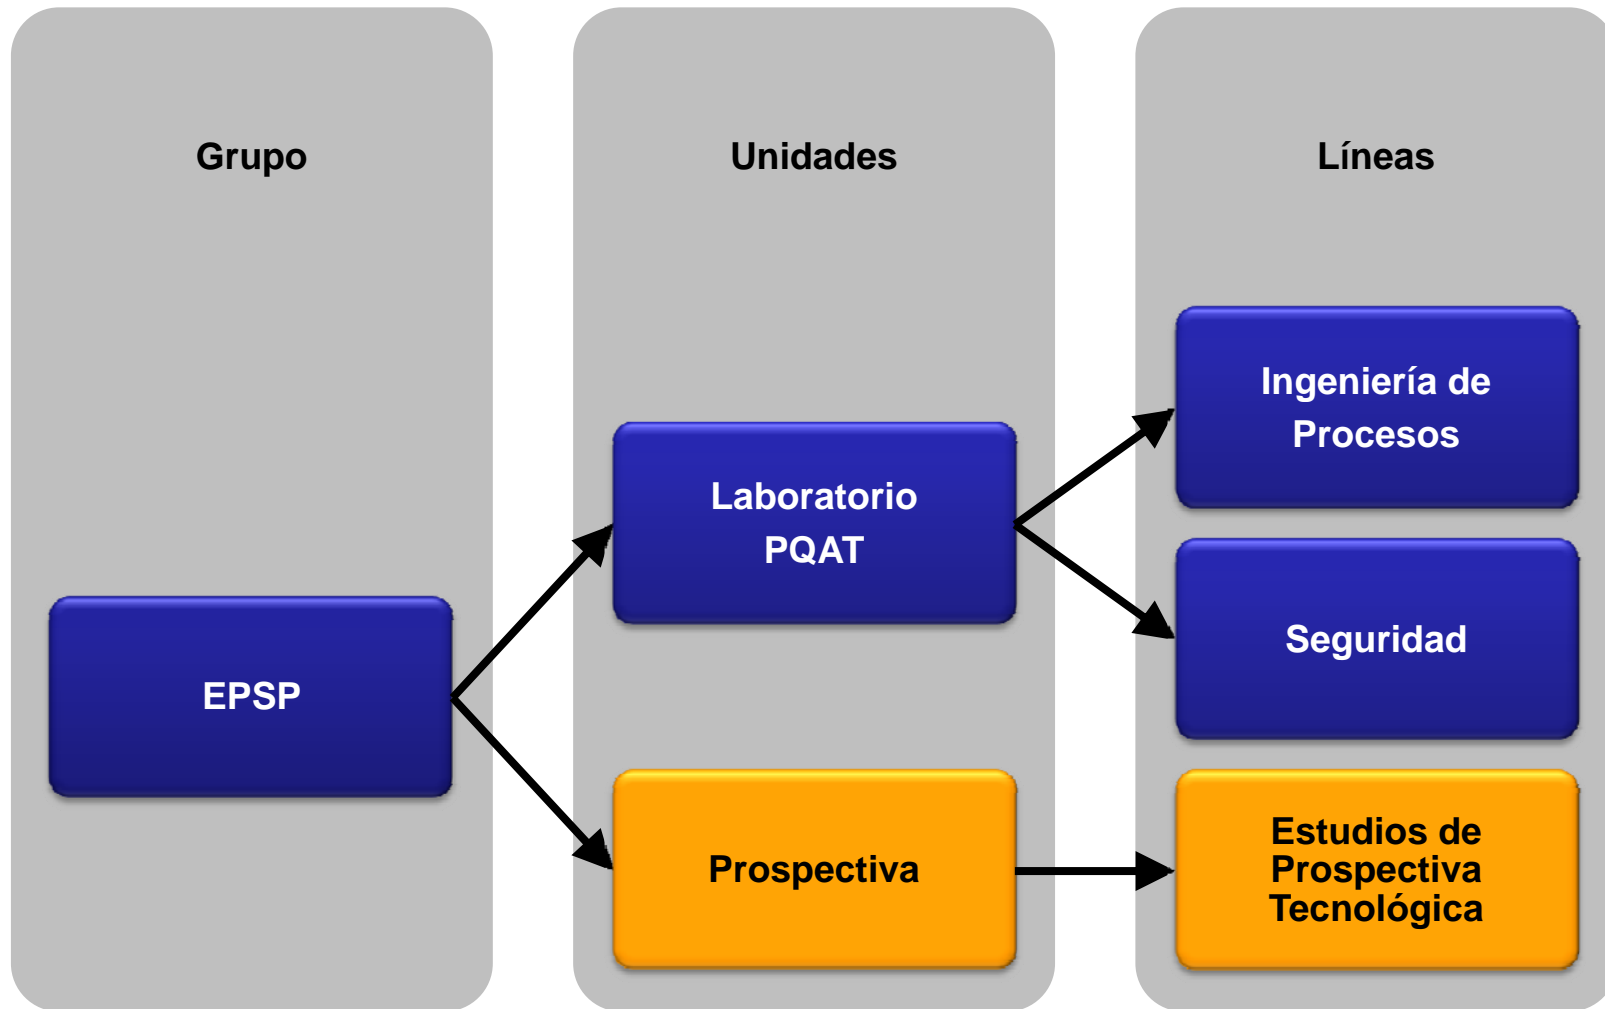 Grupo
Unidades
Líneas
EPSP
Laboratorio
PQAT
Prospectiva
Ingeniería de
Procesos
Seguridad
Estudios de
Prospectiva
Tecnológica